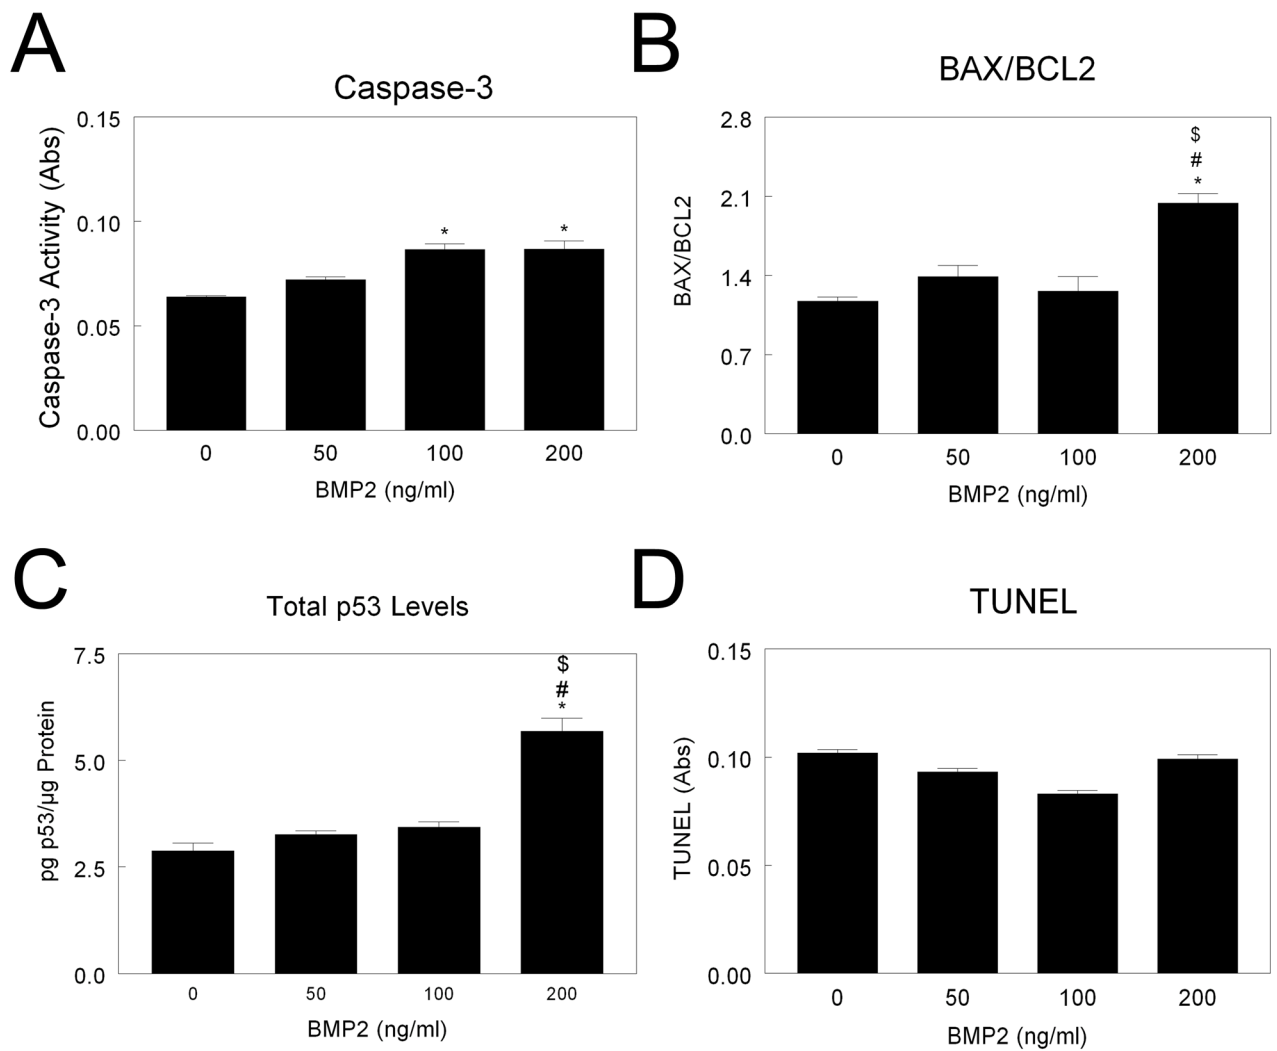 A
Caspase-3
Caspase-3 Activity (Abs)
0.15
0.10
0.05
0.00
* *
0 50 100 200
BMP2 (ng/ml)
B
BAX/BCL2
BAX/BCL2
2.8
2.1
1.4
0.7
0.0
$
#
*
0 50 100 200
BMP2 (ng/ml)
C
Total p53 Levels
pg p53/µg Protein
7.5
5.0
2.5
0.0
$
#
*
0 50 100 200
BMP2 (ng/ml)
D
TUNEL
TUNEL (Abs)
0.15
0.10
0.05
0.00
0 50 100 200
BMP2 (ng/ml)